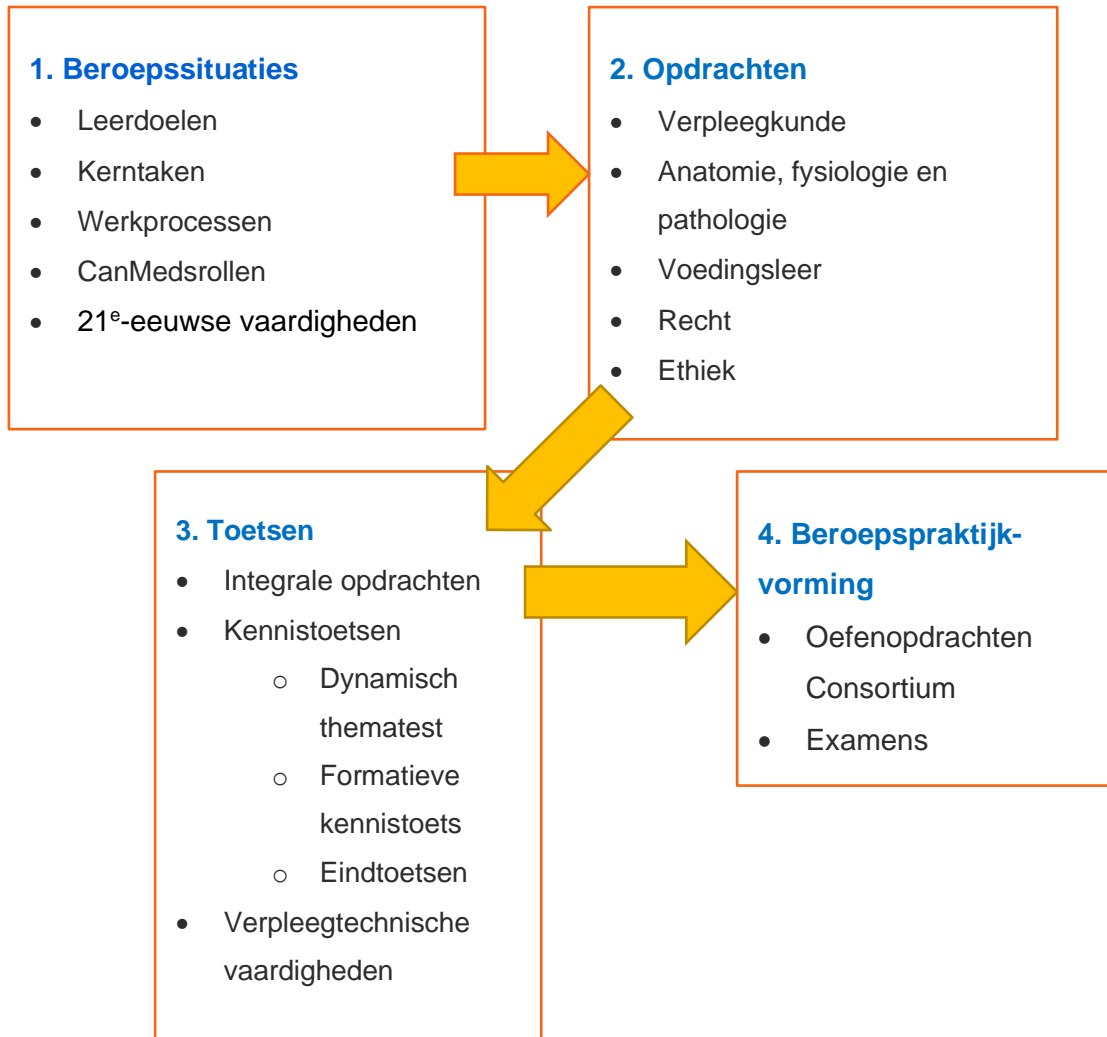 1. Beroepssituaties
• Leerdoelen
• Kerntaken
• Werkprocessen
• CanMedsrollen
• 21e-eeuwse vaardigheden
2. Opdrachten
• Verpleegkunde
• Anatomie, fysiologie en
pathologie
• Voedingsleer
• Recht
• Ethiek
3. Toetsen
• Integrale opdrachten
• Kennistoetsen
o Dynamisch
thematest
o Formatieve
kennistoets
o Eindtoetsen
• Verpleegtechnische
vaardigheden
4. Beroepspraktijk-
vorming
• Oefenopdrachten
Consortium
• Examens